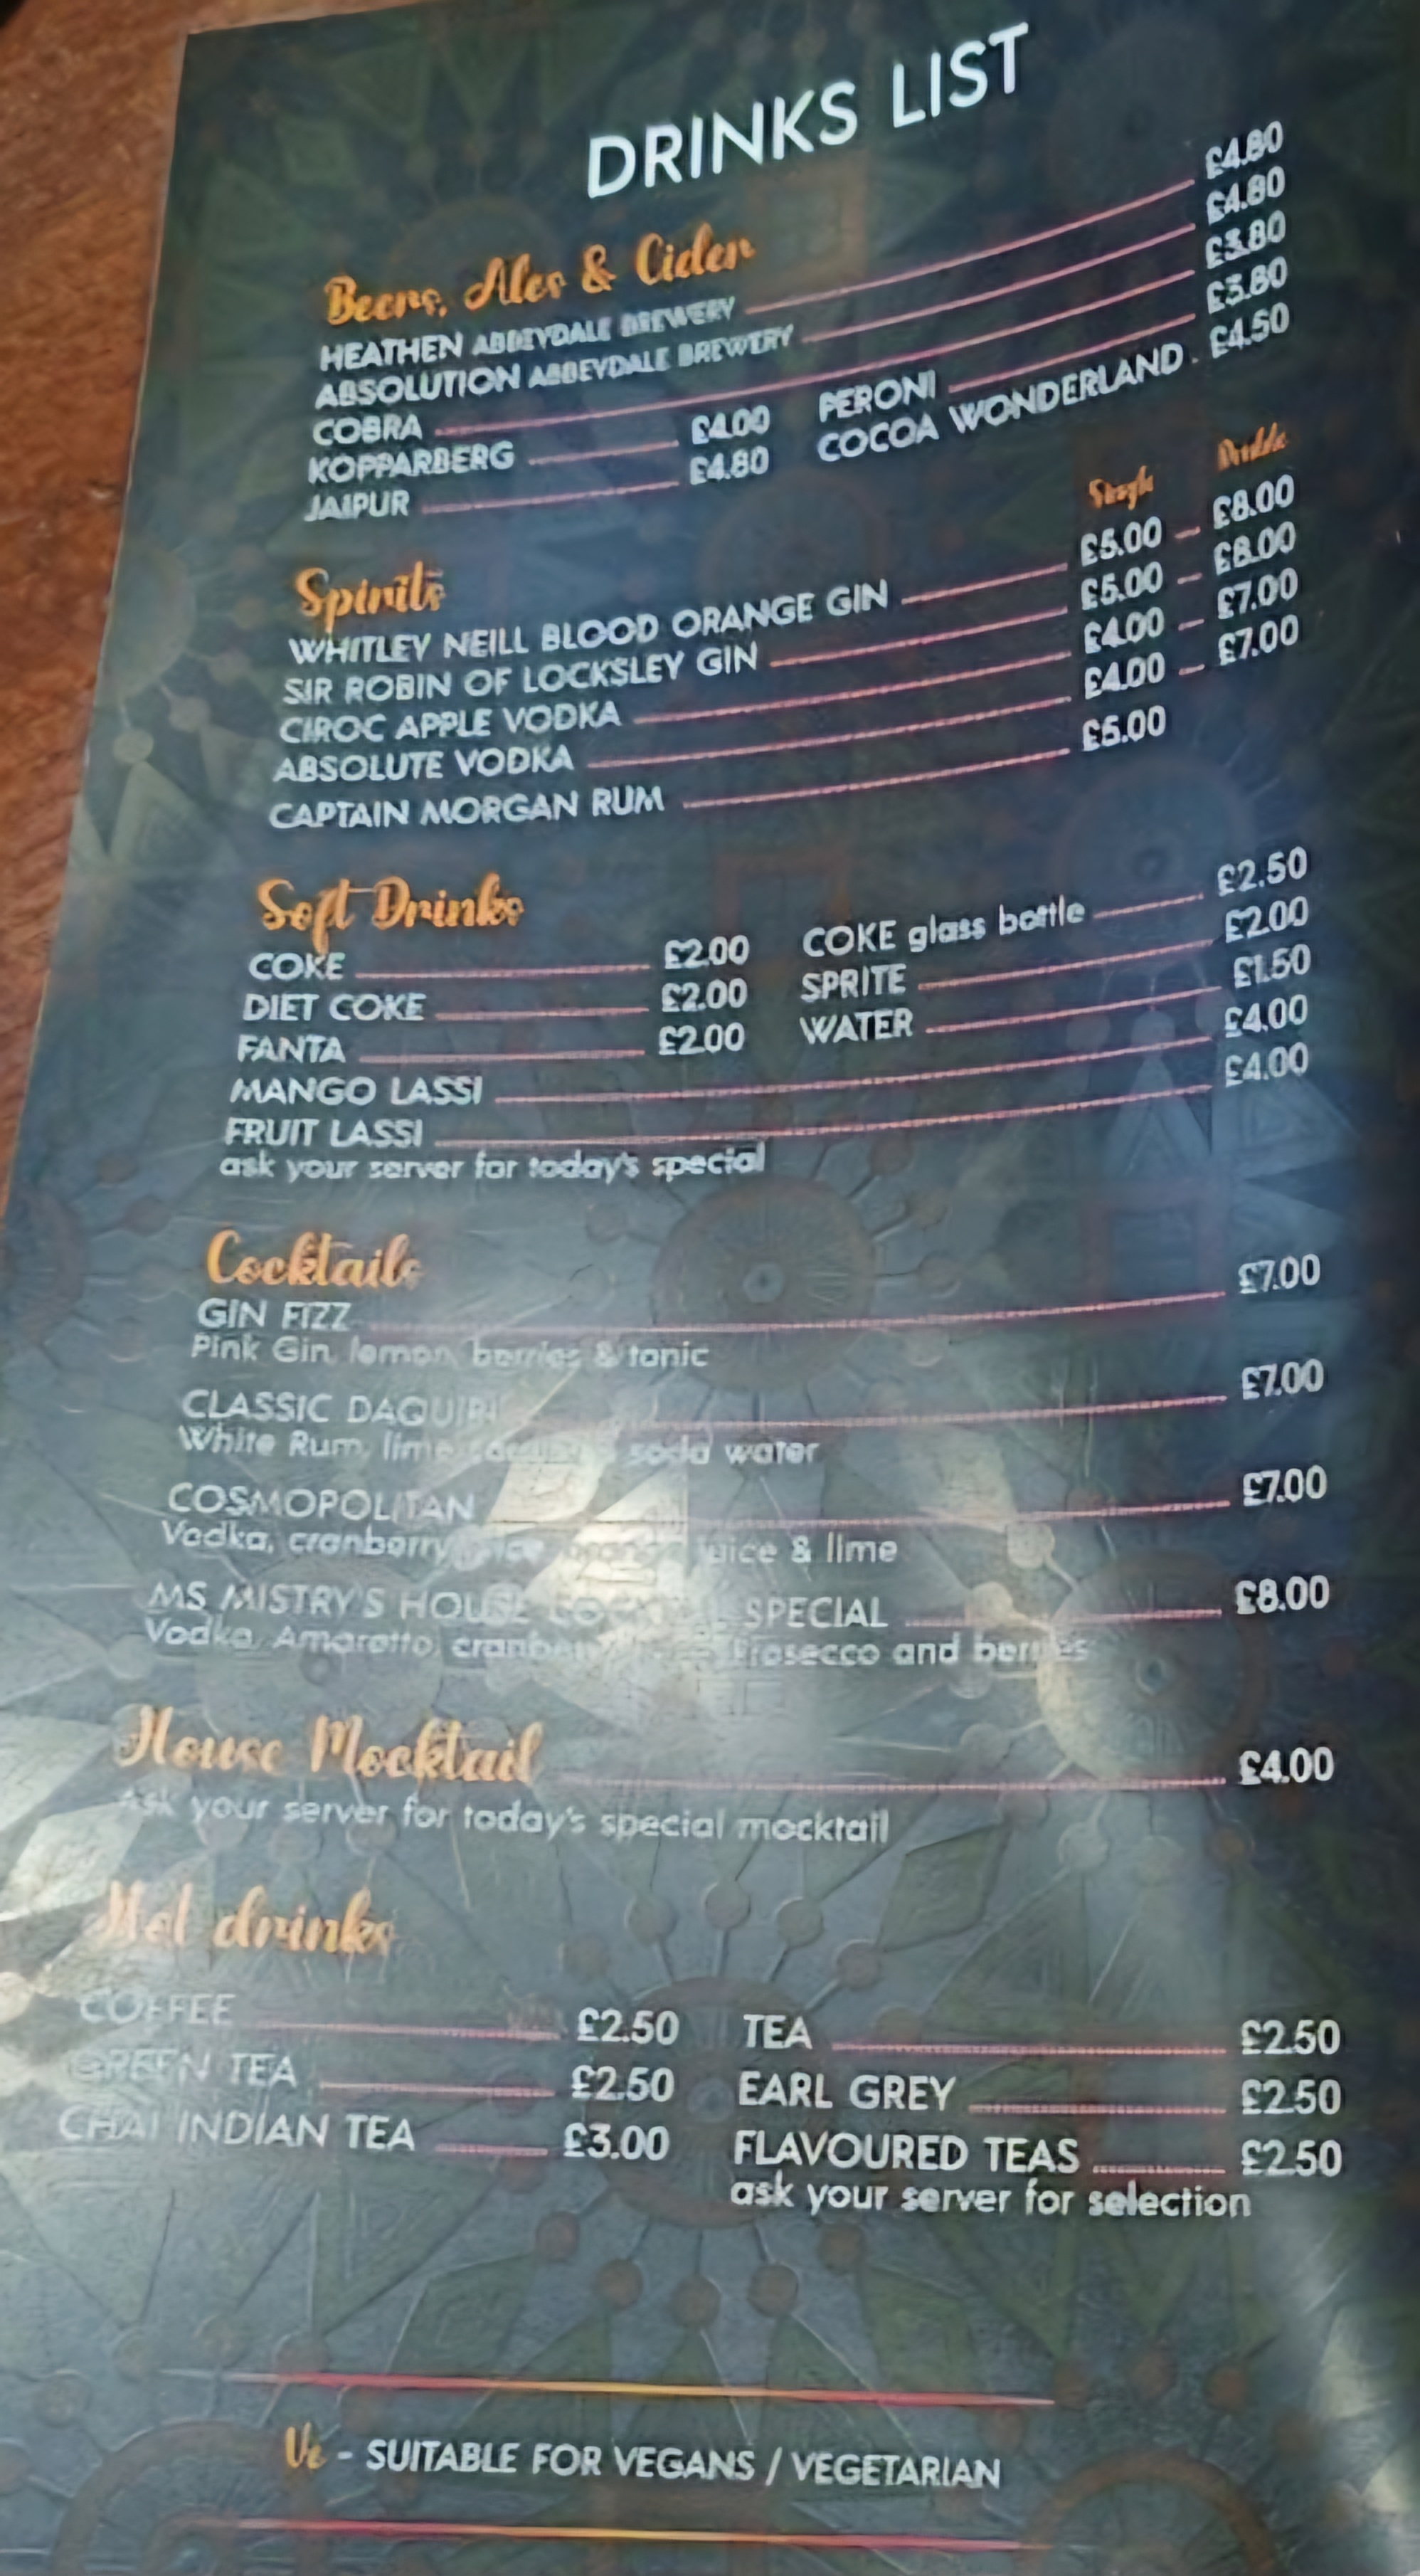 DRINKS LIST
Beers, Ales & Cider
HEATHEN ABBEYDALE BREWERY £4.80
ABSOLUTION ABBEYDALE BREWERY £4.80
COBRA £3.80
KOPPARBERG £4.00 PERONI £3.80
JAIPUR £4.80 COCOA WONDERLAND . £4.50
Single Double
Spirits
WHITLEY NEILL BLOOD ORANGE GIN £5.00 – £8.00
SIR ROBIN OF LOCKSLEY GIN £5.00 – £8.00
CIROC APPLE VODKA £4.00 – £7.00
ABSOLUTE VODKA £4.00 – £7.00
CAPTAIN MORGAN RUM £5.00
Soft Drinks
COKE £2.00 COKE glass bottle £2.50
DIET COKE £2.00 SPRITE £2.00
FANTA £2.00 WATER £1.50
MANGO LASSI £4.00
FRUIT LASSI £4.00
ask your server for today's special
Cocktails
GIN FIZZ £7.00
Pink Gin, lemon, berries & tonic
CLASSIC DAQUIRI £7.00
White Rum, lime soda water
COSMOPOLITAN £7.00
Vodka, cranberry juice, orange juice & lime
MS MISTRY'S HOUSE COCKTAIL SPECIAL £8.00
Vodka, Amaretto, cranberry Prosecco and berries
House Mocktail £4.00
Ask your server for today's special mocktail
Hot drinks
COFFEE £2.50 TEA £2.50
GREEN TEA £2.50 EARL GREY £2.50
CHAI INDIAN TEA £3.00 FLAVOURED TEAS £2.50
ask your server for selection
Ve - SUITABLE FOR VEGANS / VEGETARIAN